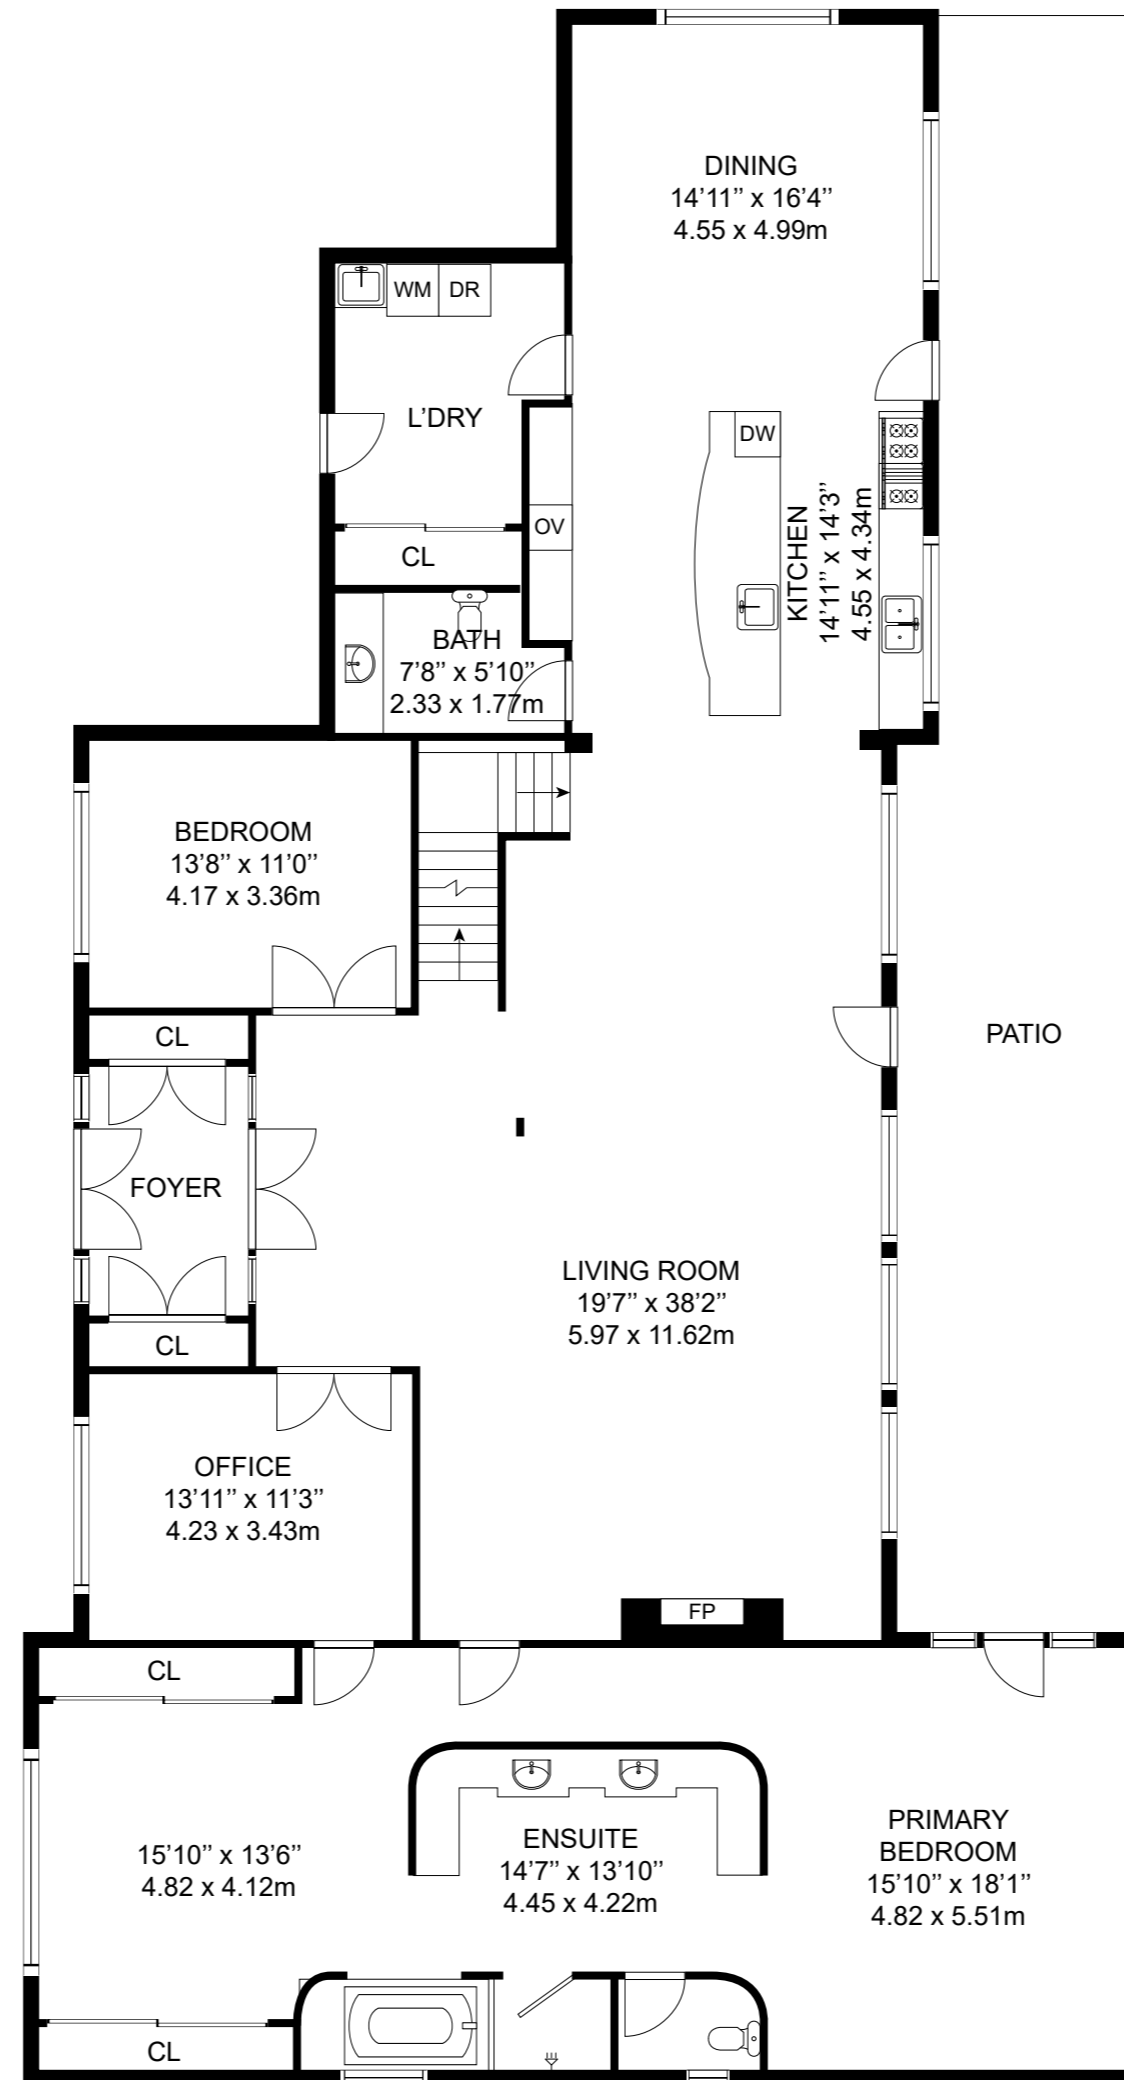 DINING
14'11'' x 16'4''
4.55 x 4.99m
WM
DR
L'DRY
DW
OV
CL
KITCHEN
14'11'' x 14'3''
4.55 x 4.34m
BATH
7'8'' x 5'10''
2.33 x 1.77m
BEDROOM
13'8'' x 11'0''
4.17 x 3.36m
CL
PATIO
FOYER
LIVING ROOM
19'7'' x 38'2''
5.97 x 11.62m
CL
OFFICE
13'11'' x 11'3''
4.23 x 3.43m
FP
CL
15'10'' x 13'6''
4.82 x 4.12m
ENSUITE
14'7'' x 13'10''
4.45 x 4.22m
PRIMARY
BEDROOM
15'10'' x 18'1''
4.82 x 5.51m
CL